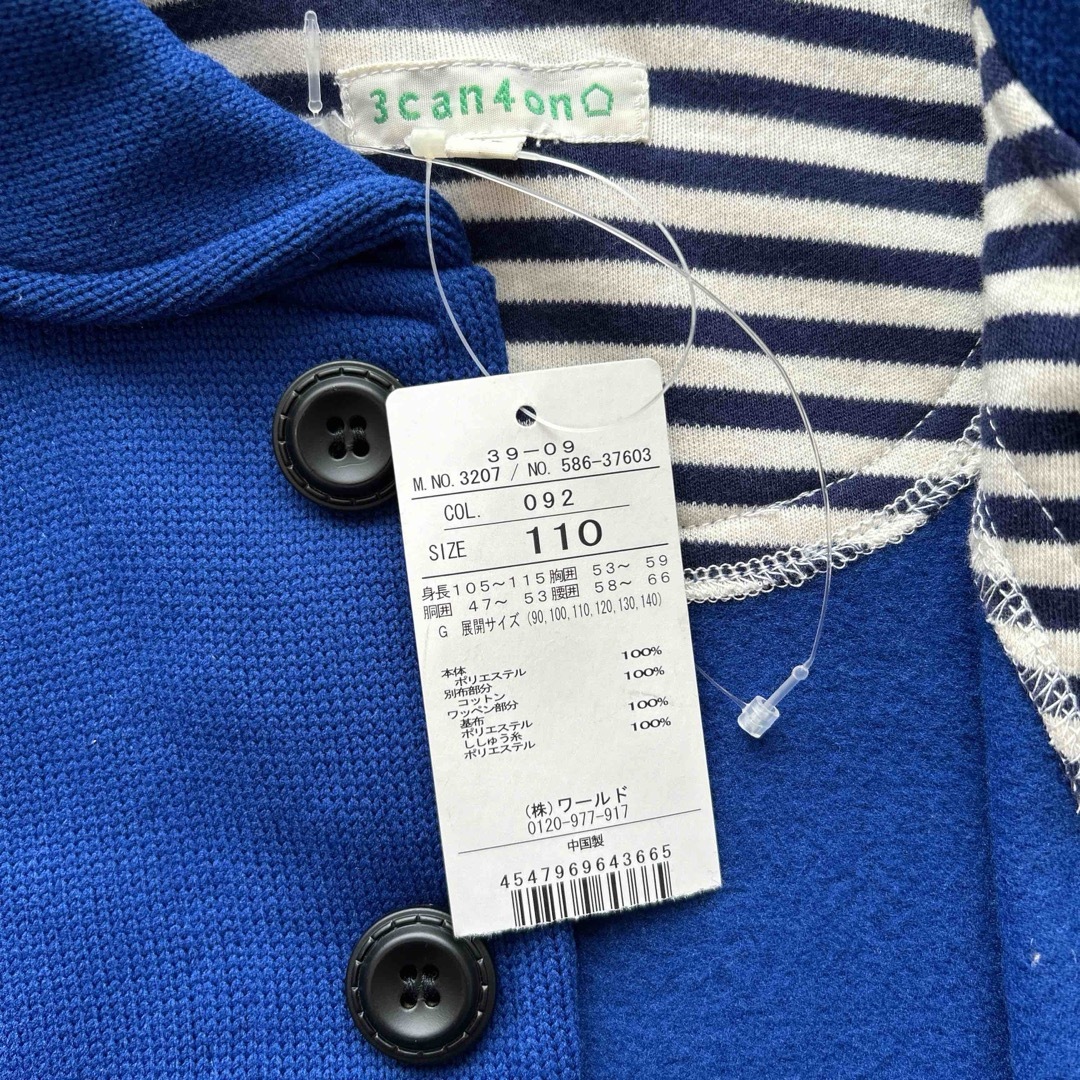 3can4on
39-09
M.NO.3207 / NO. 586-37603
COL. 092
SIZE 110
身長105～115 胸囲 53～ 59
胴囲 47～ 53 腰囲 58～ 66
G 展開サイズ(90,100,110,120,130,140)
本体 100%
ポリエステル
別布部分 100%
コットン
ワッペン部分
基布 100%
ポリエステル
ししゅう糸 100%
ポリエステル
(株)ワールド
0120-977-917
中国製
4547969643665